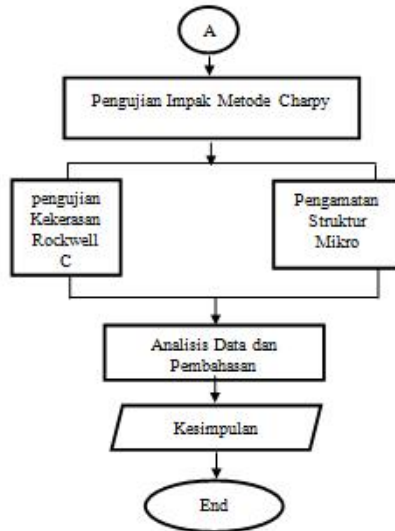 A
Pengujian Impak Metode Charpy
pengujian
Kekerasan
Rockwell
C
Pengamatan
Struktur
Mikro
Analisis Data dan
Pembahasan
Kesimpulan
End